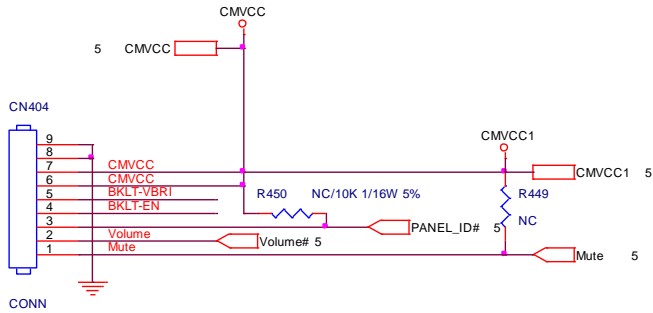 CMVCC
5 CMVCC
CN404
CMVCC1
9
8
7 CMVCC
CMVCC1 5
6 CMVCC
5 BKLT-VBRI
R450 NC/10K 1/16W 5%
R449
4 BKLT-EN
3
PANEL_ID# 5
NC
2 Volume
Volume# 5
1 Mute
Mute 5
CONN